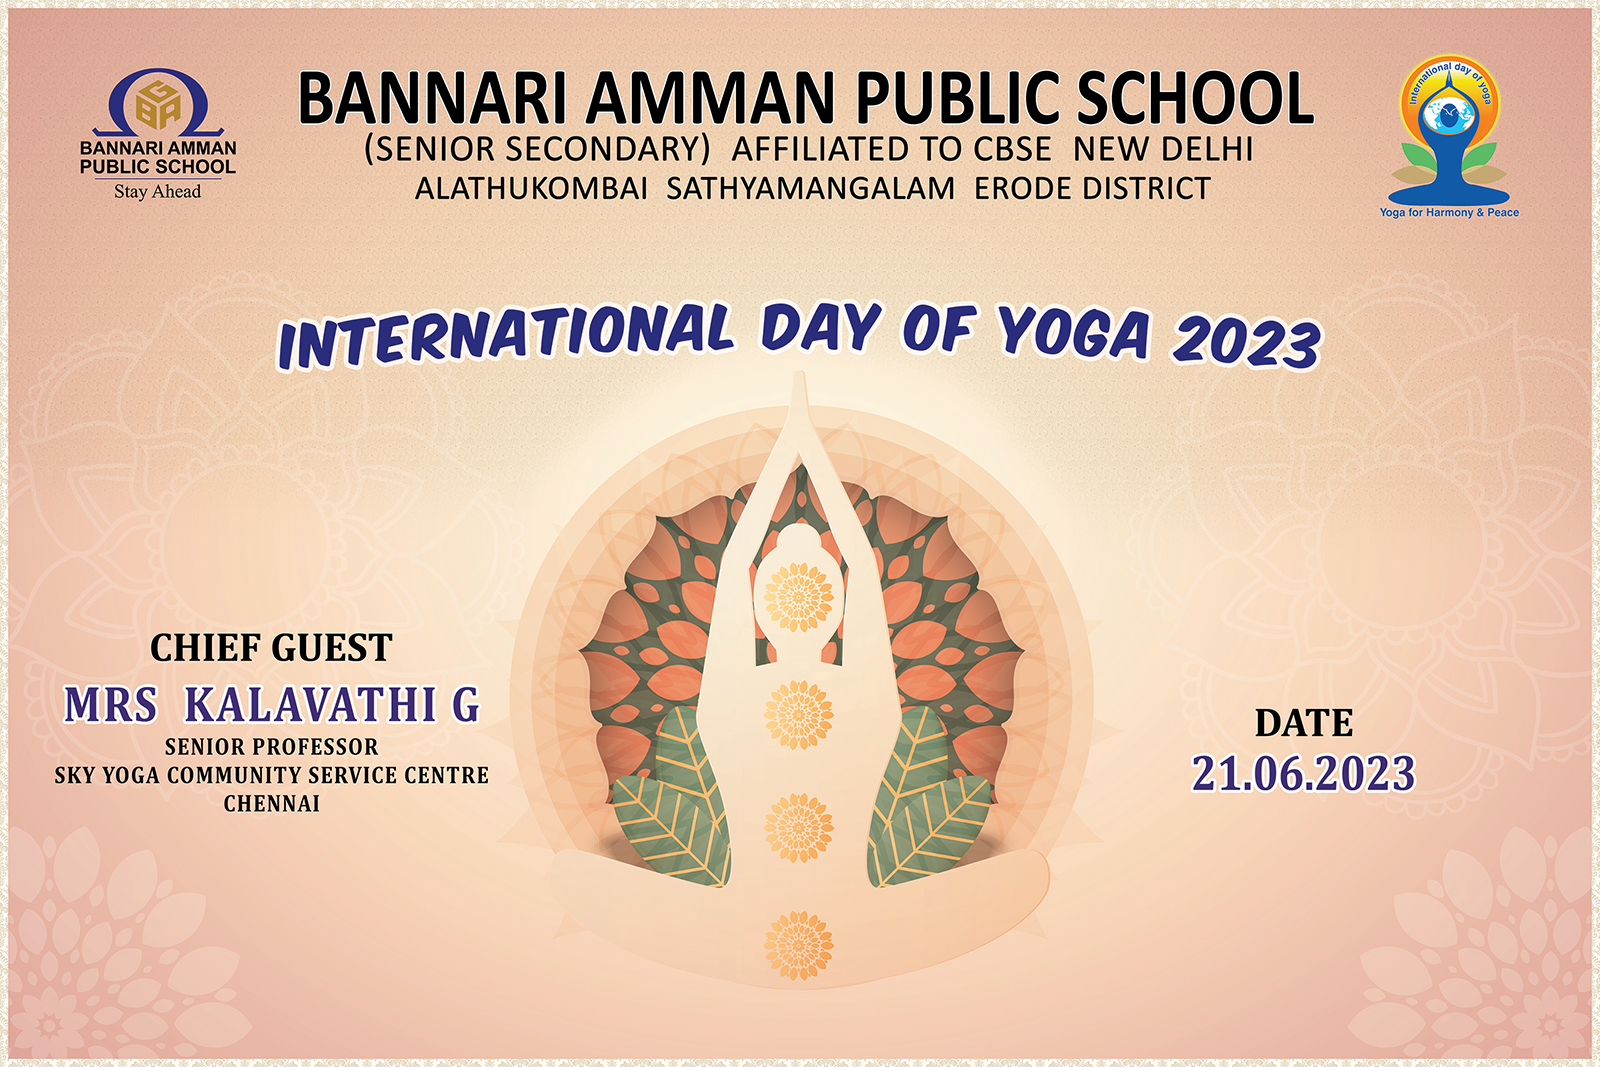 GBA
BANNARI AMMAN
PUBLIC SCHOOL
Stay Ahead
BANNARI AMMAN PUBLIC SCHOOL
(SENIOR SECONDARY) AFFILIATED TO CBSE NEW DELHI
ALATHUKOMBAI SATHYAMANGALAM ERODE DISTRICT
International day of yoga
Yoga for Harmony & Peace
INTERNATIONAL DAY OF YOGA 2023
CHIEF GUEST
MRS KALAVATHI G
SENIOR PROFESSOR
SKY YOGA COMMUNITY SERVICE CENTRE
CHENNAI
DATE
21.06.2023